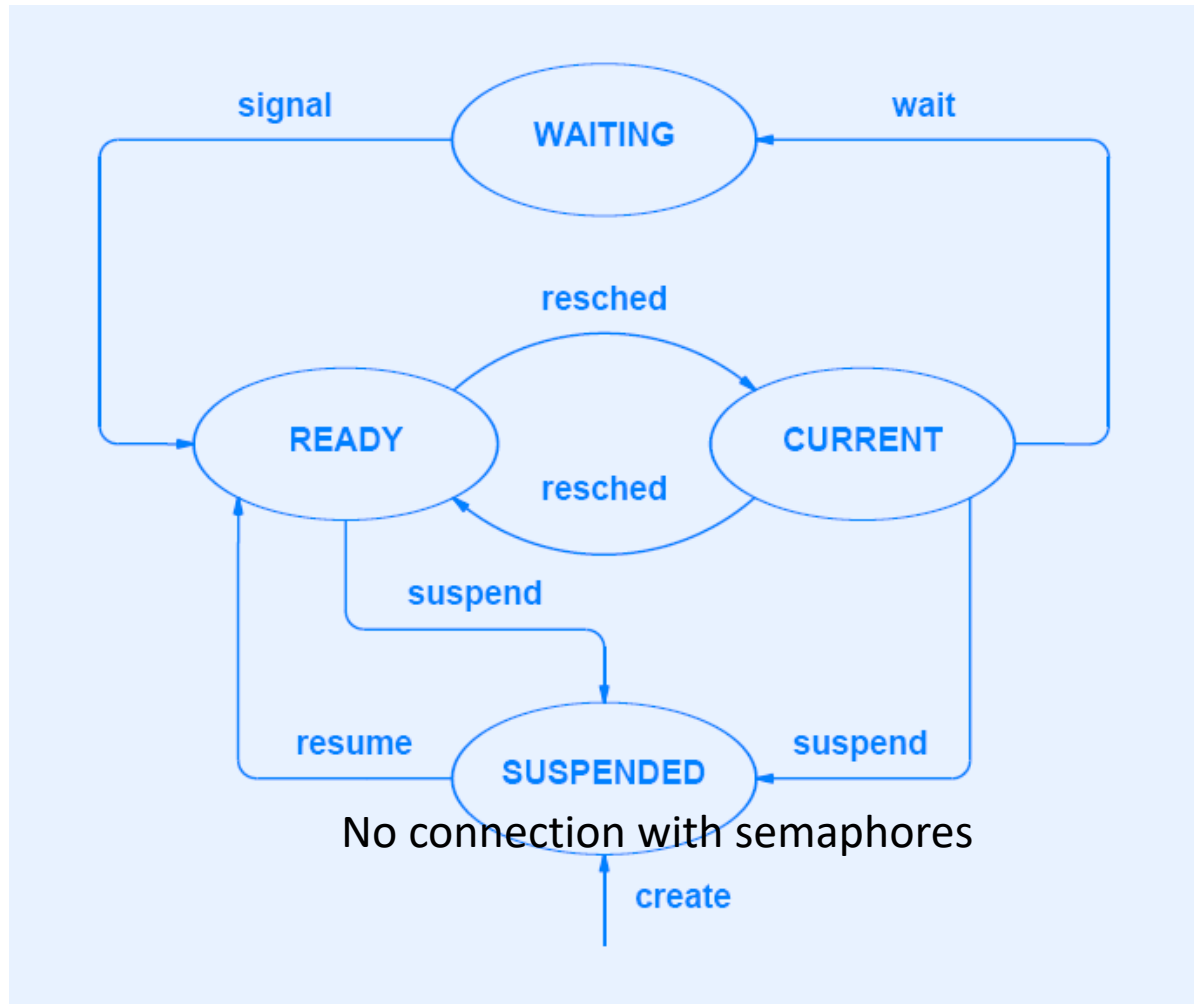 signal
wait
WAITING
resched
READY
CURRENT
resched
suspend
resume
suspend
SUSPENDED
No connection with semaphores
create